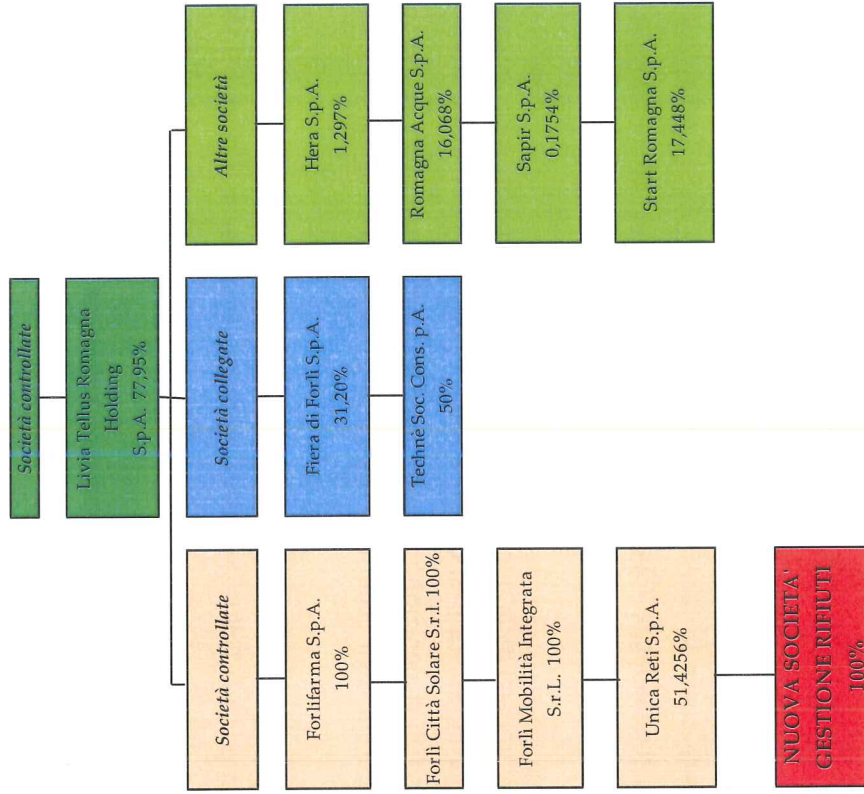 Società controllate
Livia Tellus Romagna
Holding
S.p.A. 77,95%
Società controllate
Forlifarma S.p.A.
100%
Forlì Città Solare S.r.l. 100%
Forlì Mobilità Integrata
S.r.L. 100%
Unica Reti S.p.A.
51,4256%
NUOVA SOCIETA'
GESTIONE RIFIUTI
100%
Società collegate
Fiera di Forlì S.p.A.
31,20%
Technè Soc. Cons. p.A.
50%
Altre società
Hera S.p.A.
1,297%
Romagna Acque S.p.A.
16,068%
Sapir S.p.A.
0,1754%
Start Romagna S.p.A.
17,448%